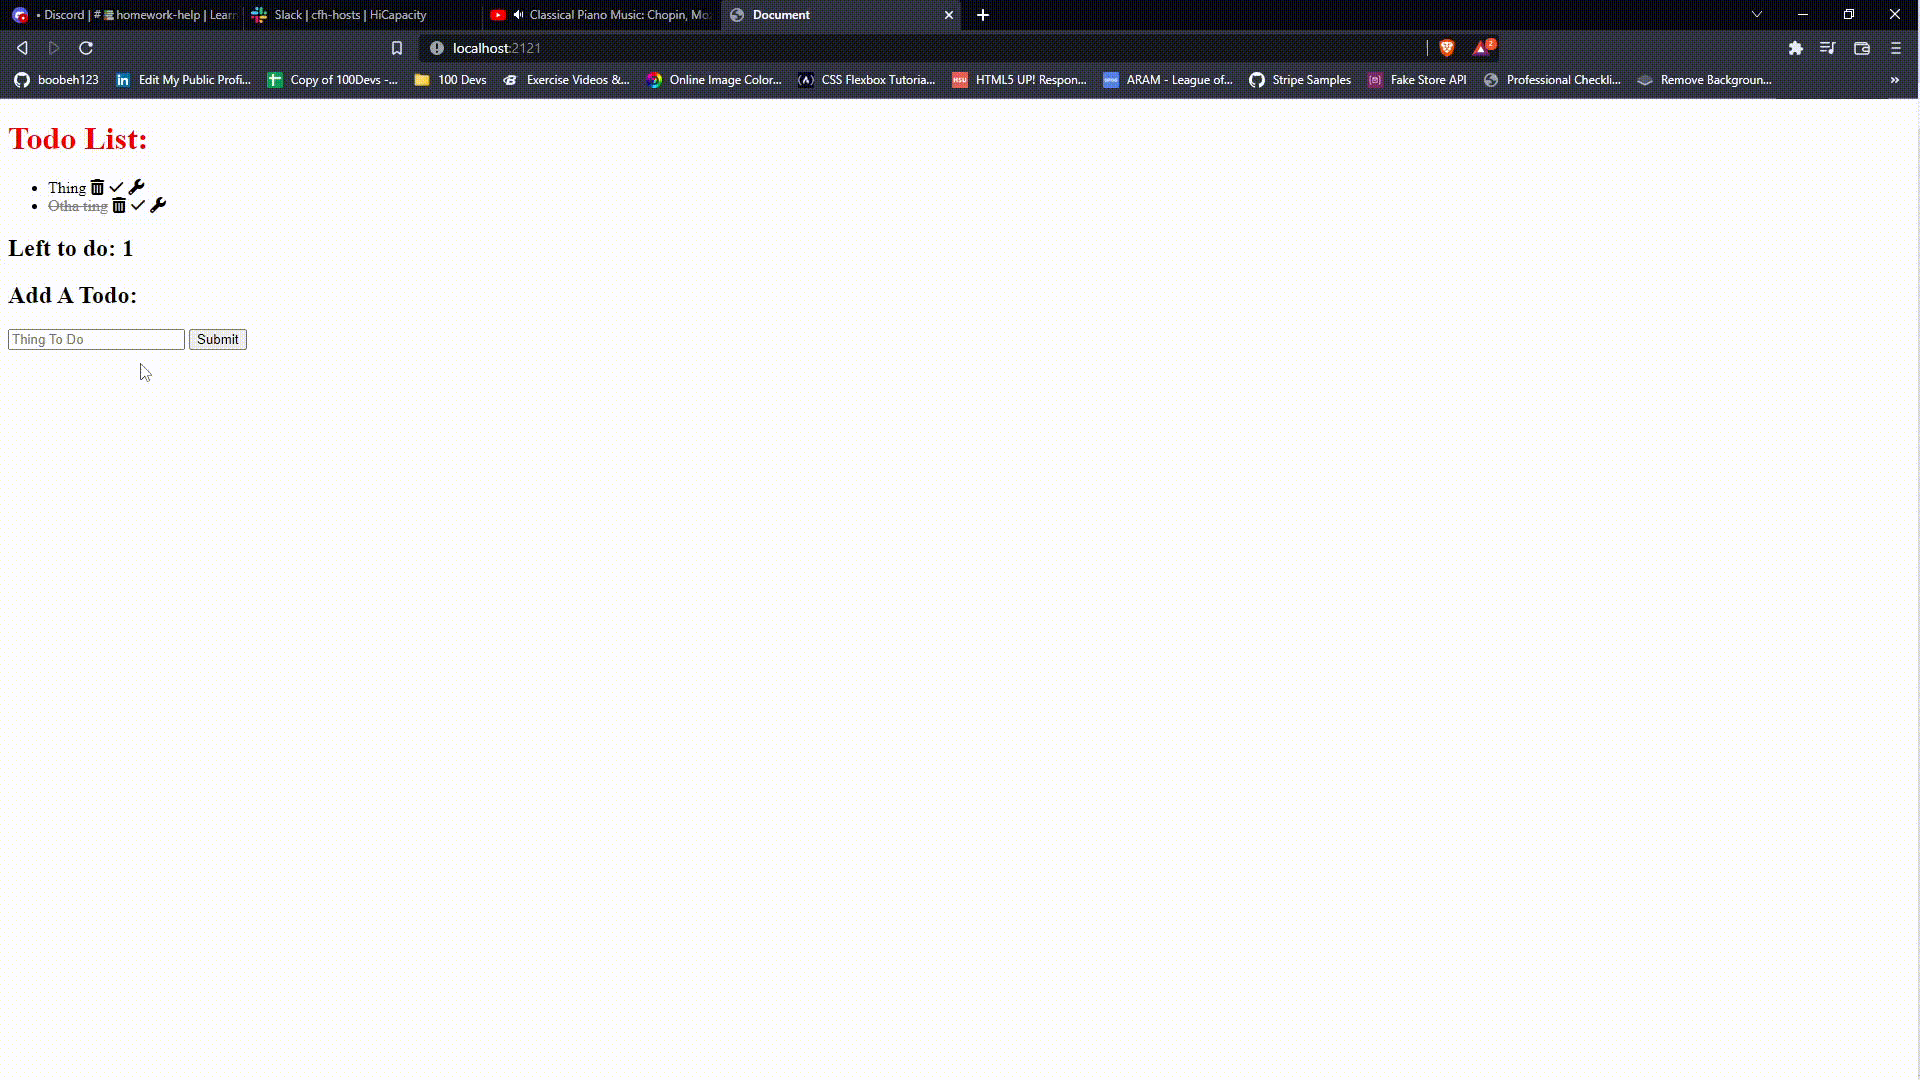 • Discord | # homework-help | Learn
Slack | cfh-hosts | HiCapacity
Classical Piano Music: Chopin, Moz
Document
localhost:2121
2
boobeh123
Edit My Public Profi...
Copy of 100Devs -...
100 Devs
Exercise Videos &...
Online Image Color...
CSS Flexbox Tutoria...
HSU
HTML5 UP! Respon...
ARAM - League of...
Stripe Samples
Fake Store API
Professional Checkli...
Remove Backgroun...
»
Todo List:
• Thing
• Otha ting
Left to do: 1
Add A Todo:
Thing To Do
Submit